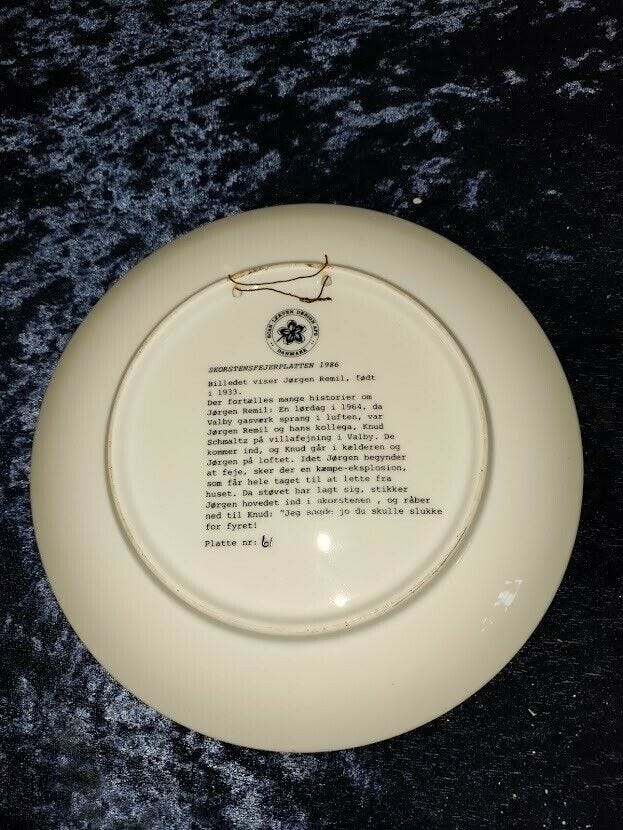 DESIGN APS
DANMARK
SKORSTENSFEJERPLATTEN 1986
Billedet viser Jørgen Remil, født
i 1933.
Der fortælles mange historier om
Jørgen Remil: En lørdag i 1964, da
Valby gasværk sprang i luften, var
Jørgen Remil og hans kollega, Knud
Schmaltz på villafejning i Valby. De
kommer ind, og Knud går i kælderen og
Jørgen på loftet. Idet Jørgen begynder
at feje, sker der en kæmpe-eksplosion,
som får hele taget til at lette fra
huset. Da støvet har lagt sig, stikker
Jørgen hovedet ind i skorstenen , og råber
ned til Knud: "Jeg sagde jo du skulle slukke
for fyret!
Platte nr: